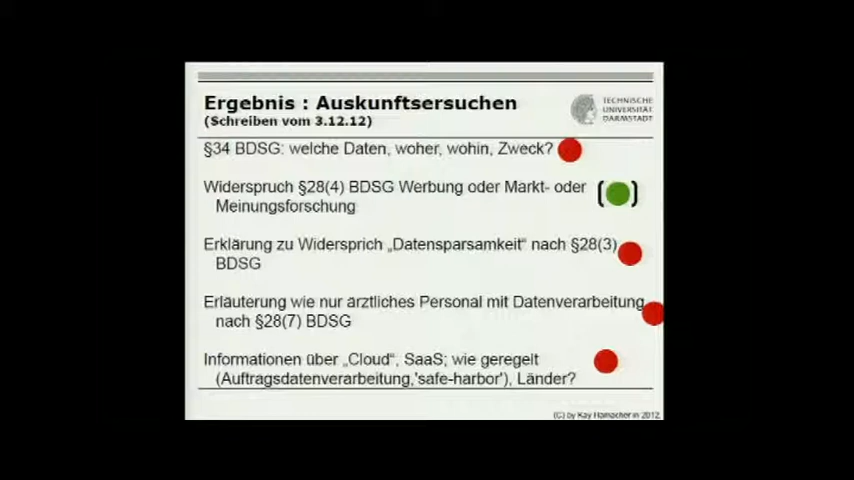 Ergebnis : Auskunftsersuchen
(Schreiben vom 3.12.12)
TECHNISCHE
UNIVERSITÄT
DARMSTADT
§34 BDSG: welche Daten, woher, wohin, Zweck?
Widerspruch §28(4) BDSG Werbung oder Markt- oder
Meinungsforschung
Erklärung zu Widersprich „Datensparsamkeit" nach §28(3)
BDSG
Erläuterung wie nur ärztliches Personal mit Datenverarbeitung
nach §28(7) BDSG
Informationen über „Cloud", SaaS; wie geregelt
(Auftragsdatenverarbeitung,'safe-harbor'), Länder?
(C) by Kay Hamacher in 2012